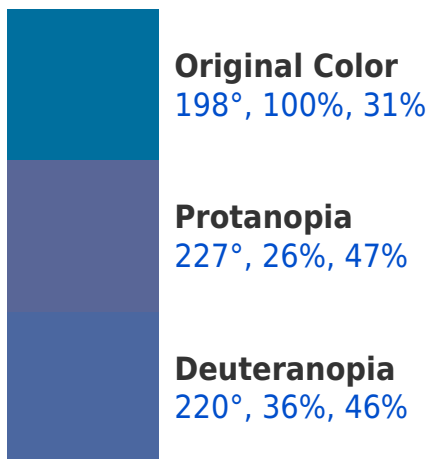 Original Color
198°, 100%, 31%
Protanopia
227°, 26%, 47%
Deuteranopia
220°, 36%, 46%